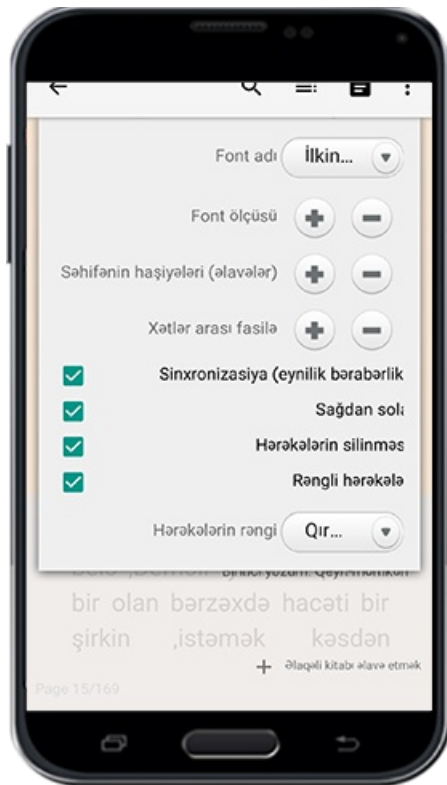 Font adı İlkin...
Font ölçüsü
Səhifənin haşiyələri (əlavələr)
Xətlər arası fasilə
Sinxronizasiya (eynilik bərabərlik
Sağdan sola
Hərəkələrin silinməs
Rəngli hərəkələ
Hərəkələrin rəngi Qır...
bir olan bərzəxdə hacəti bir
şirkin ,istəmək kəsdən
+ Əlaqəli kitabı əlavə etmək
Page 15/169